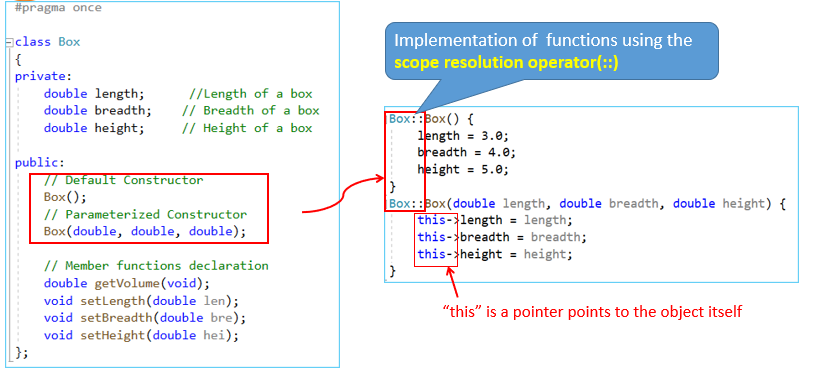 #pragma once
class Box
{
private:
    double length;      //Length of a box
    double breadth;    // Breadth of a box
    double height;     // Height of a box
public:
    // Default Constructor
    Box();
    // Parameterized Constructor
    Box(double, double, double);
    // Member functions declaration
    double getVolume(void);
    void setLength(double len);
    void setBreadth(double bre);
    void setHeight(double hei);
};
Implementation of functions using the
scope resolution operator(::)
Box::Box() {
    length = 3.0;
    breadth = 4.0;
    height = 5.0;
}
Box::Box(double length, double breadth, double height) {
    this->length = length;
    this->breadth = breadth;
    this->height = height;
}
“this” is a pointer points to the object itself